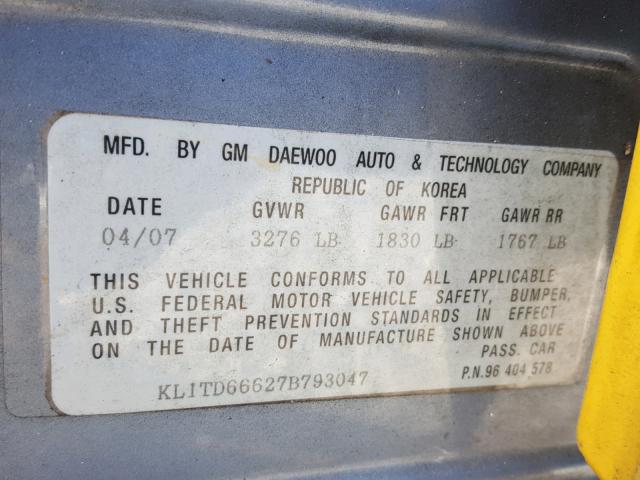 MFD. BY GM DAEWOO AUTO & TECHNOLOGY COMPANY
REPUBLIC OF KOREA
DATE GVWR GAWR FRT GAWR RR
04/07 3276 LB 1830 LB 1767 LB
THIS VEHICLE CONFORMS TO ALL APPLICABLE
U.S. FEDERAL MOTOR VEHICLE SAFETY, BUMPER,
AND THEFT PREVENTION STANDARDS IN EFFECT
ON THE DATE OF MANUFACTURE SHOWN ABOVE
PASS. CAR
KL1TD66627B793047 P.N.96 404 578